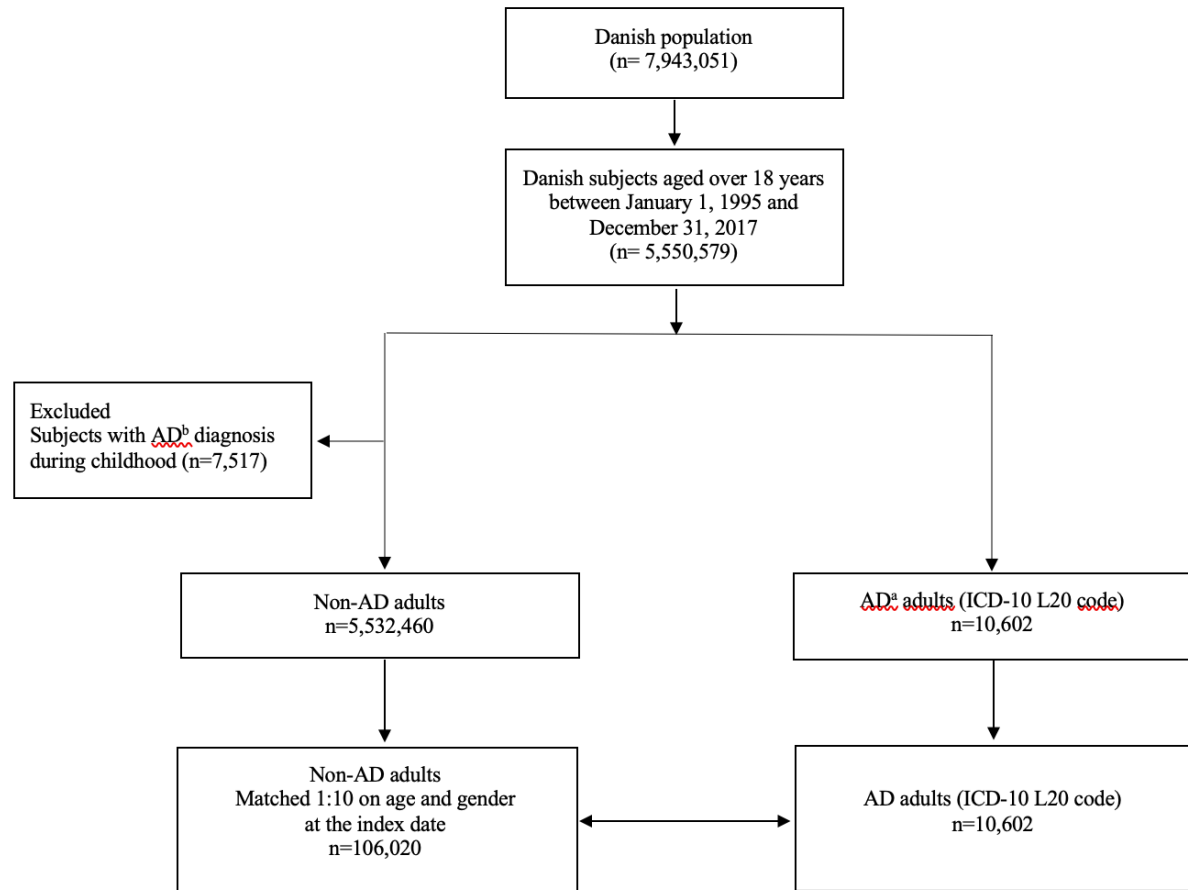 Danish population
(n= 7,943,051)
Danish subjects aged over 18 years
between January 1, 1995 and
December 31, 2017
(n= 5,550,579)
Excluded
Subjects with ADᵇ diagnosis
during childhood (n=7,517)
Non-AD adults
n=5,532,460
ADᵃ adults (ICD-10 L20 code)
n=10,602
Non-AD adults
Matched 1:10 on age and gender
at the index date
n=106,020
AD adults (ICD-10 L20 code)
n=10,602